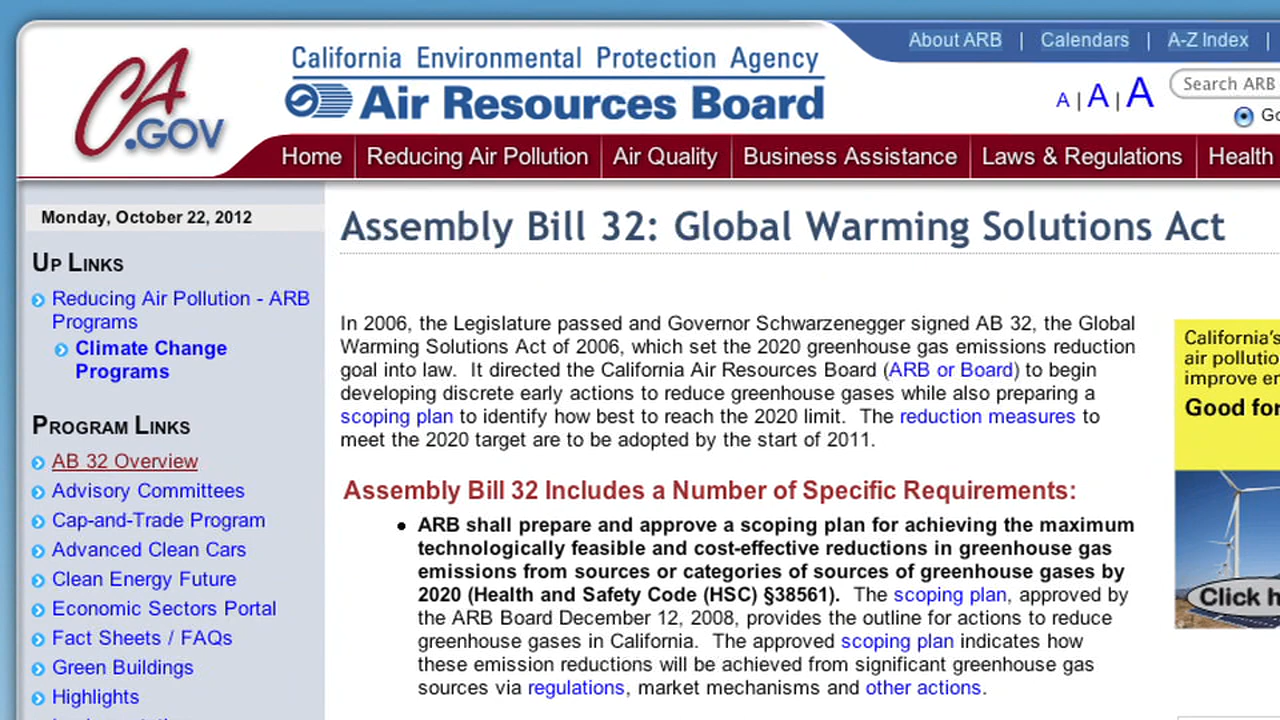 CA.GOV
California Environmental Protection Agency
Air Resources Board
About ARB | Calendars | A-Z Index |
A | A | A
Search ARB
Home
Reducing Air Pollution
Air Quality
Business Assistance
Laws & Regulations
Health
Monday, October 22, 2012
UP LINKS
Reducing Air Pollution - ARB
Programs
Climate Change
Programs
PROGRAM LINKS
AB 32 Overview
Advisory Committees
Cap-and-Trade Program
Advanced Clean Cars
Clean Energy Future
Economic Sectors Portal
Fact Sheets / FAQs
Green Buildings
Highlights
Assembly Bill 32: Global Warming Solutions Act
In 2006, the Legislature passed and Governor Schwarzenegger signed AB 32, the Global
Warming Solutions Act of 2006, which set the 2020 greenhouse gas emissions reduction
goal into law. It directed the California Air Resources Board (ARB or Board) to begin
developing discrete early actions to reduce greenhouse gases while also preparing a
scoping plan to identify how best to reach the 2020 limit. The reduction measures to
meet the 2020 target are to be adopted by the start of 2011.
Assembly Bill 32 Includes a Number of Specific Requirements:
• ARB shall prepare and approve a scoping plan for achieving the maximum
technologically feasible and cost-effective reductions in greenhouse gas
emissions from sources or categories of sources of greenhouse gases by
2020 (Health and Safety Code (HSC) §38561). The scoping plan, approved by
the ARB Board December 12, 2008, provides the outline for actions to reduce
greenhouse gases in California. The approved scoping plan indicates how
these emission reductions will be achieved from significant greenhouse gas
sources via regulations, market mechanisms and other actions.
California's
air pollutio
improve en
Good for
Click h